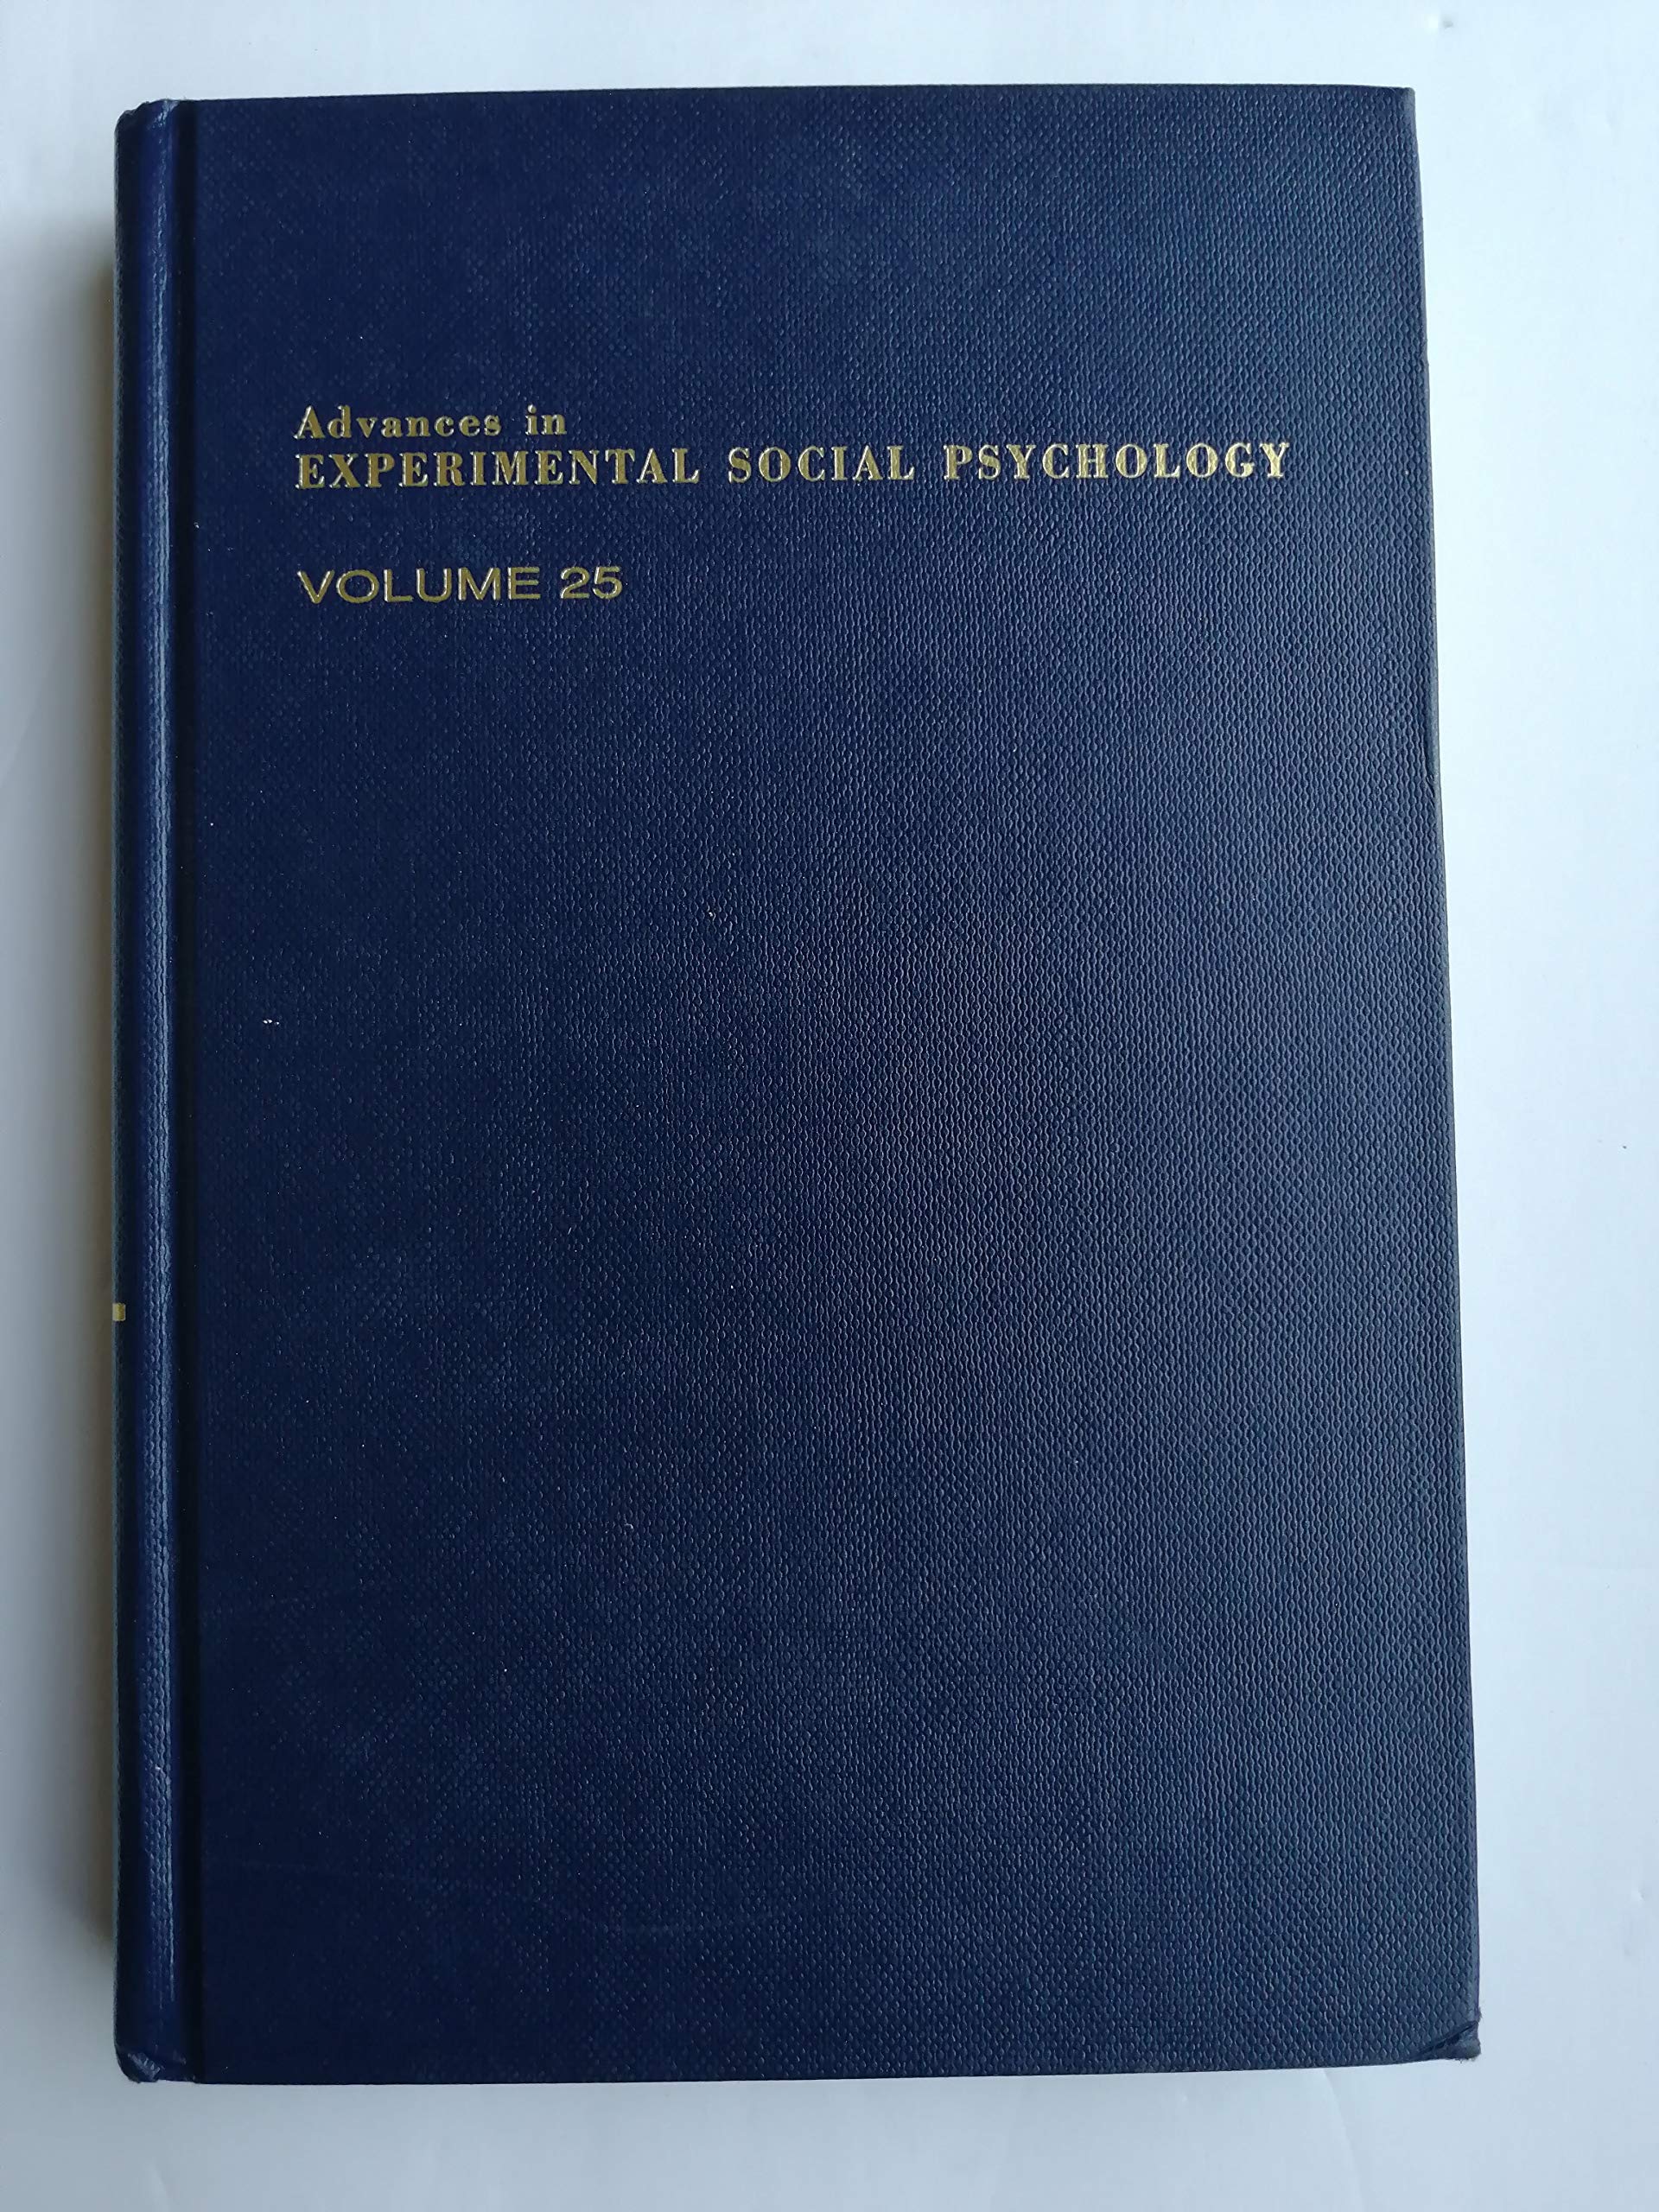 Advances in
EXPERIMENTAL SOCIAL PSYCHOLOGY
VOLUME 25